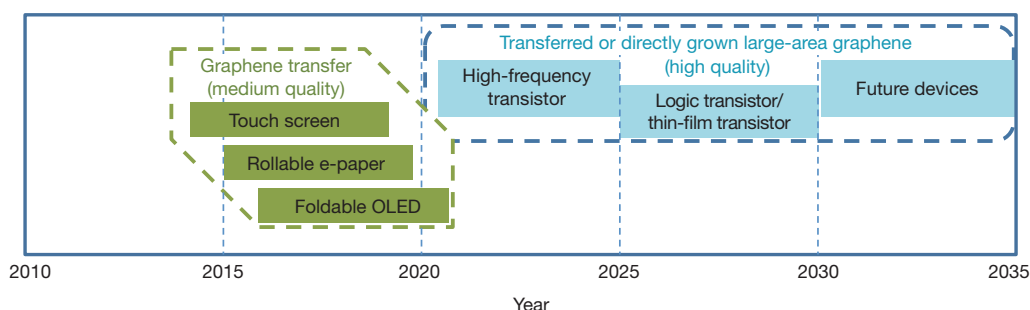 Transferred or directly grown large-area graphene
(high quality)
Graphene transfer
(medium quality)
High-frequency
transistor
Logic transistor/
thin-film transistor
Future devices
Touch screen
Rollable e-paper
Foldable OLED
2010
2015
2020
2025
2030
2035
Year